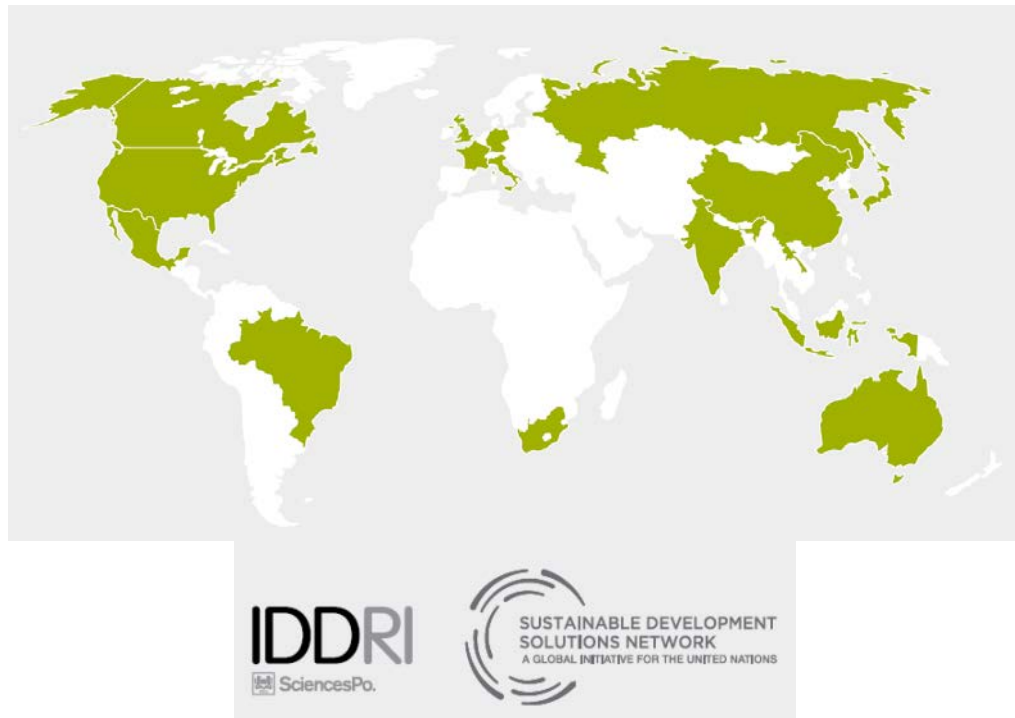 IDDRI
SciencesPo.
SUSTAINABLE DEVELOPMENT
SOLUTIONS NETWORK
A GLOBAL INITIATIVE FOR THE UNITED NATIONS